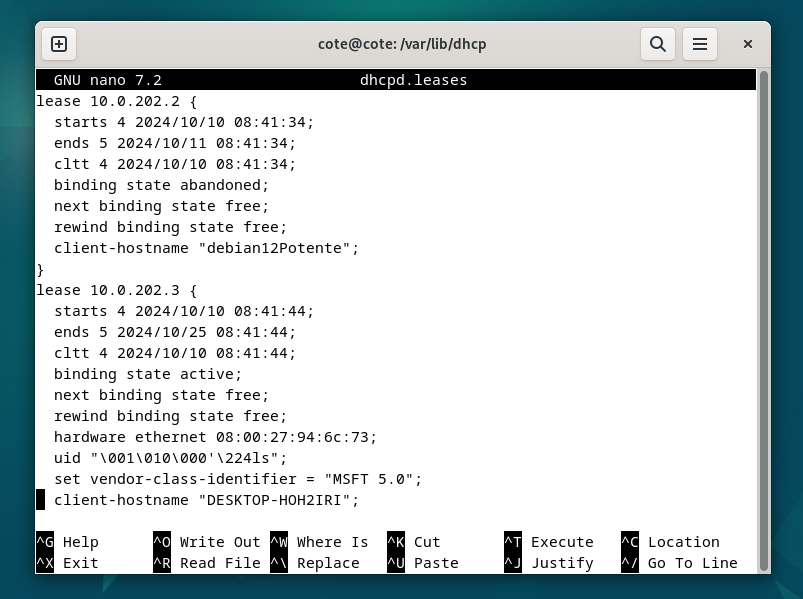 cote@cote: /var/lib/dhcp
GNU nano 7.2 dhcpd.leases
lease 10.0.202.2 {
  starts 4 2024/10/10 08:41:34;
  ends 5 2024/10/11 08:41:34;
  cltt 4 2024/10/10 08:41:34;
  binding state abandoned;
  next binding state free;
  rewind binding state free;
  client-hostname "debian12Potente";
}
lease 10.0.202.3 {
  starts 4 2024/10/10 08:41:44;
  ends 5 2024/10/25 08:41:44;
  cltt 4 2024/10/10 08:41:44;
  binding state active;
  next binding state free;
  rewind binding state free;
  hardware ethernet 08:00:27:94:6c:73;
  uid "\001\010\000'\224ls";
  set vendor-class-identifier = "MSFT 5.0";
  client-hostname "DESKTOP-HOH2IRI";
^G Help ^O Write Out ^W Where Is ^K Cut ^T Execute ^C Location
^X Exit ^R Read File ^\ Replace ^U Paste ^J Justify ^/ Go To Line